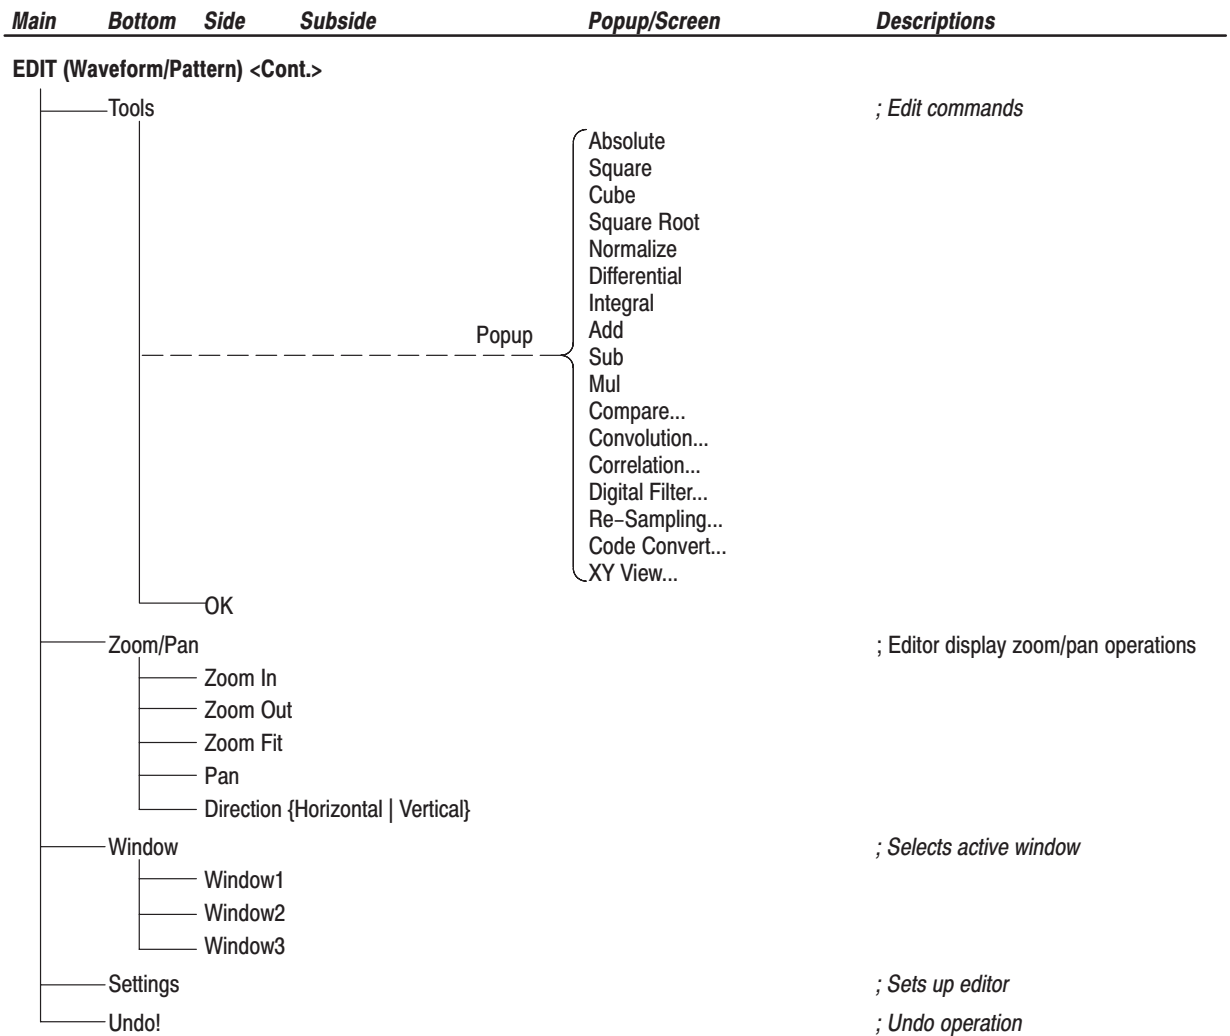 Main Bottom Side Subside Popup/Screen Descriptions
EDIT (Waveform/Pattern) <Cont.>
Tools ; Edit commands
Absolute
Square
Cube
Square Root
Normalize
Differential
Integral
Popup Add
Sub
Mul
Compare...
Convolution...
Correlation...
Digital Filter...
Re−Sampling...
Code Convert...
XY View...
OK
Zoom/Pan ; Editor display zoom/pan operations
Zoom In
Zoom Out
Zoom Fit
Pan
Direction {Horizontal | Vertical}
Window ; Selects active window
Window1
Window2
Window3
Settings ; Sets up editor
Undo! ; Undo operation